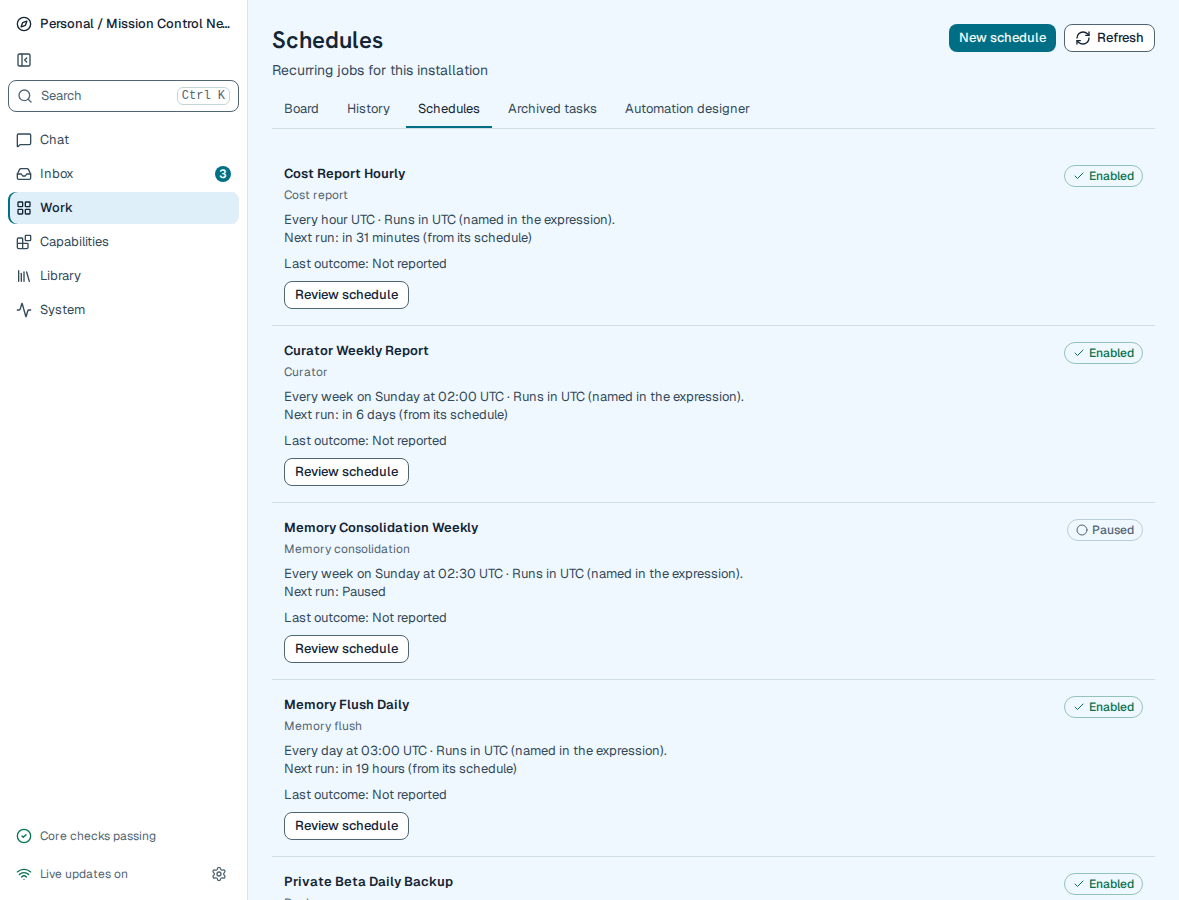 Personal / Mission Control Ne...
Search
Ctrl K
Chat
Inbox
3
Work
Capabilities
Library
System
Core checks passing
Live updates on
Schedules
New schedule
Refresh
Recurring jobs for this installation
Board
History
Schedules
Archived tasks
Automation designer
Cost Report Hourly
Enabled
Cost report
Every hour UTC · Runs in UTC (named in the expression).
Next run: in 31 minutes (from its schedule)
Last outcome: Not reported
Review schedule
Curator Weekly Report
Enabled
Curator
Every week on Sunday at 02:00 UTC · Runs in UTC (named in the expression).
Next run: in 6 days (from its schedule)
Last outcome: Not reported
Review schedule
Memory Consolidation Weekly
Paused
Memory consolidation
Every week on Sunday at 02:30 UTC · Runs in UTC (named in the expression).
Next run: Paused
Last outcome: Not reported
Review schedule
Memory Flush Daily
Enabled
Memory flush
Every day at 03:00 UTC · Runs in UTC (named in the expression).
Next run: in 19 hours (from its schedule)
Last outcome: Not reported
Review schedule
Private Beta Daily Backup
Enabled